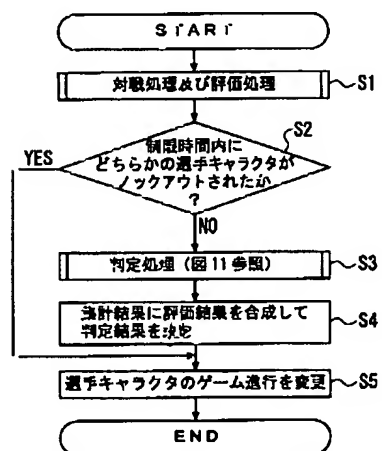 START
対戦処理及び評価処理
S1
制限時間内に
どちらかの選手キャラクタが
ノックアウトされたか
?
S2
YES
NO
判定処理(図11参照)
S3
集計結果に評価結果を合成して
判定結果を決定
S4
選手キャラクタのゲーム進行を変更
S5
END